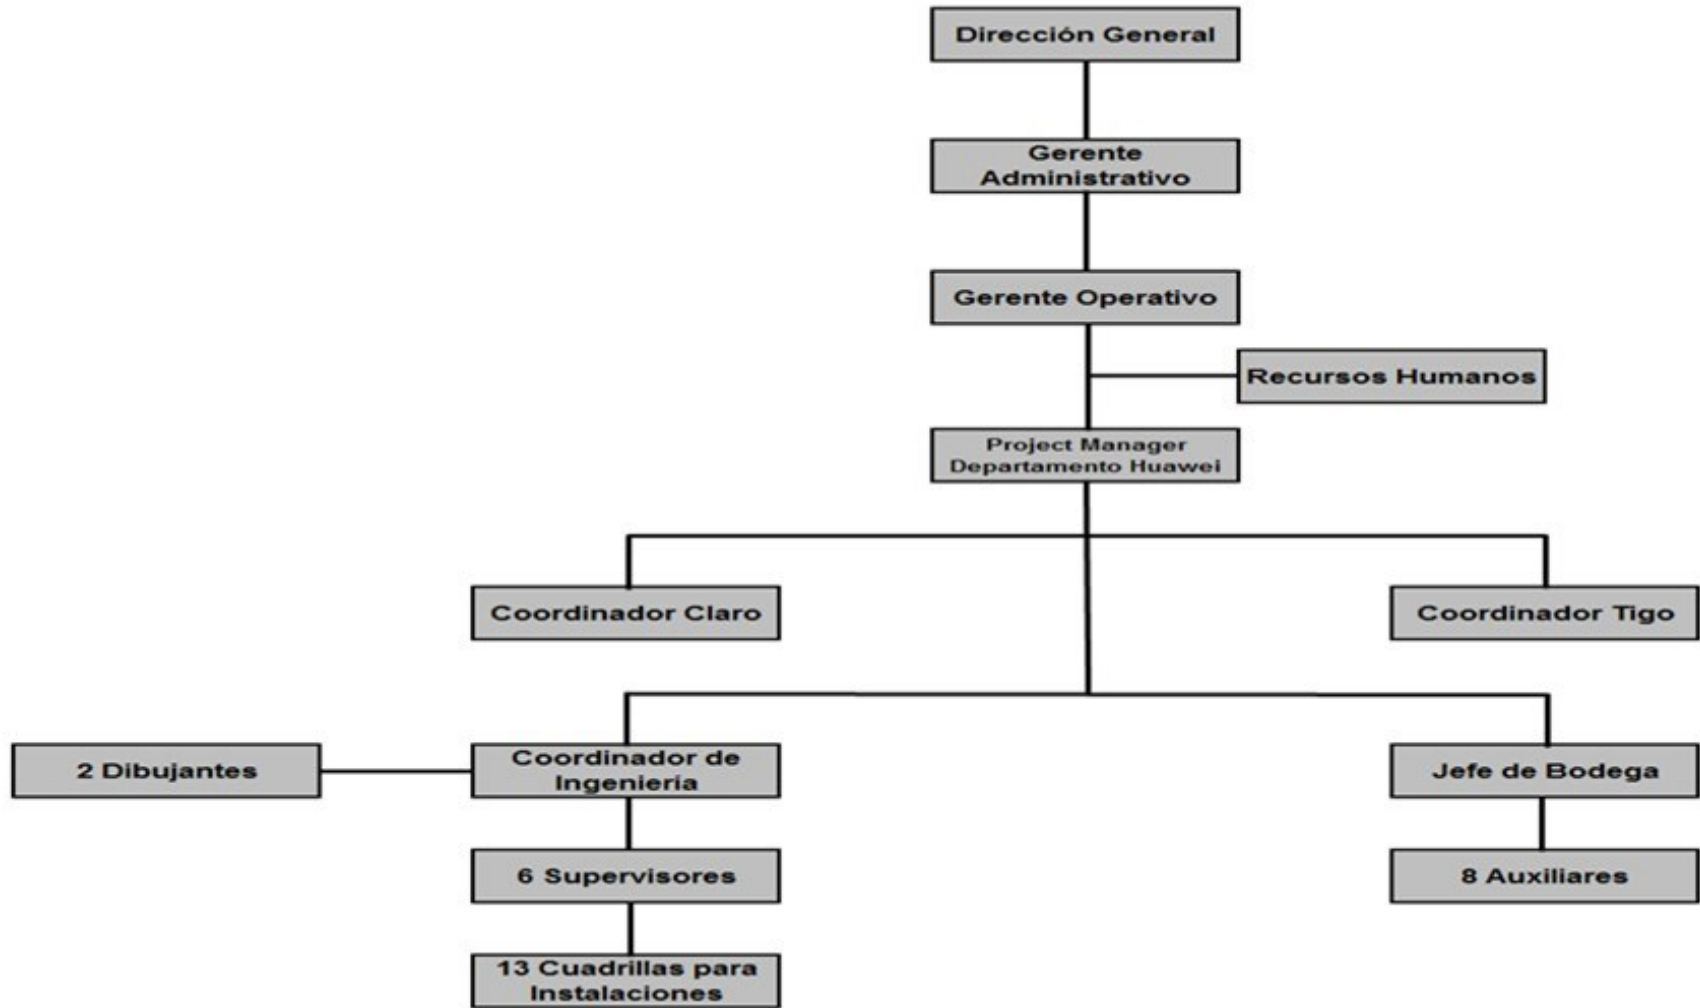 Dirección General
Gerente
Administrativo
Gerente Operativo
Recursos Humanos
Project Manager
Departamento Huawei
Coordinador Claro
Coordinador Tigo
2 Dibujantes
Coordinador de
Ingeniería
Jefe de Bodega
6 Supervisores
8 Auxiliares
13 Cuadrillas para
Instalaciones